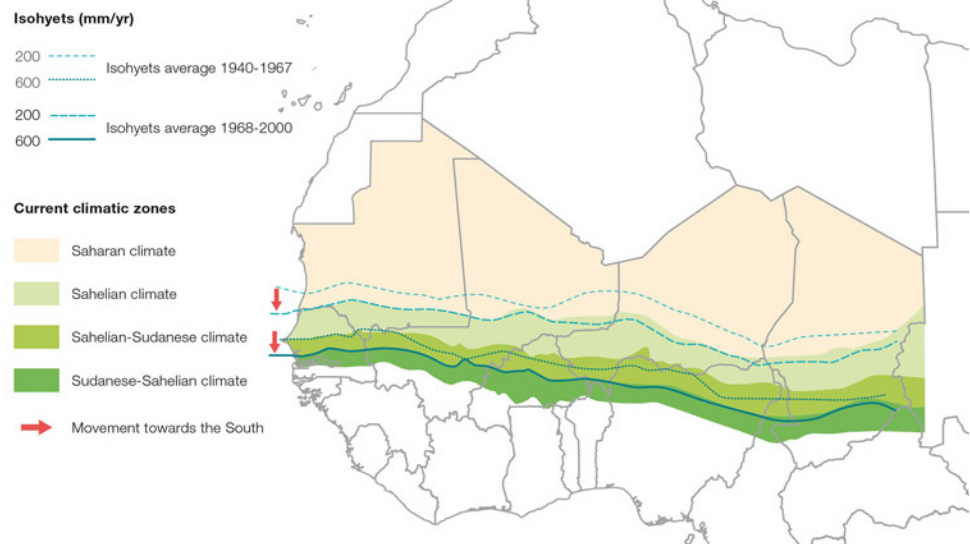 Isohyets (mm/yr)
200
Isohyets average 1940-1967
600
200
Isohyets average 1968-2000
600
Current climatic zones
Saharan climate
Sahelian climate
Sahelian-Sudanese climate
Sudanese-Sahelian climate
Movement towards the South